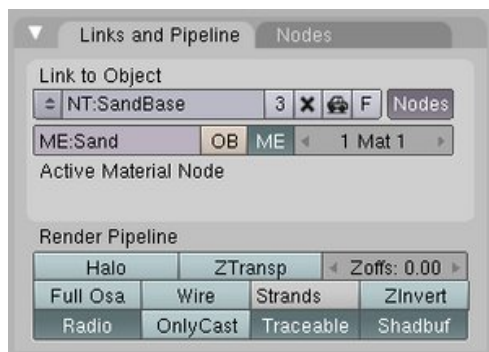 Links and Pipeline Nodes
Link to Object
NT:SandBase 3 F Nodes
ME:Sand OB ME 1 Mat 1
Active Material Node
Render Pipeline
Halo ZTransp Zoffs: 0.00
Full Osa Wire Strands ZInvert
Radio OnlyCast Traceable Shadbuf